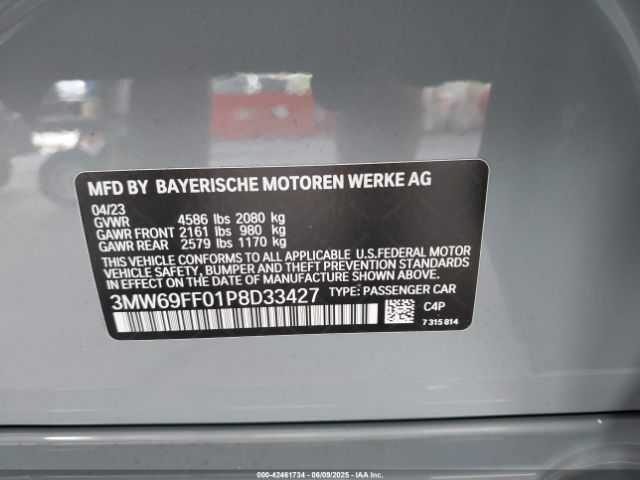 MFD BY BAYERISCHE MOTOREN WERKE AG
04/23
GVWR 4586 lbs 2080 kg
GAWR FRONT 2161 lbs 980 kg
GAWR REAR 2579 lbs 1170 kg
THIS VEHICLE CONFORMS TO ALL APPLICABLE U.S.FEDERAL MOTOR
VEHICLE SAFETY, BUMPER AND THEFT PREVENTION STANDARDS
IN EFFECT ON THE DATE OF MANUFACTURE SHOWN ABOVE.
3MW69FF01P8D33427 TYPE: PASSENGER CAR
C4P
7 315 814
000-42461734 - 06/09/2025 - IAA Inc.